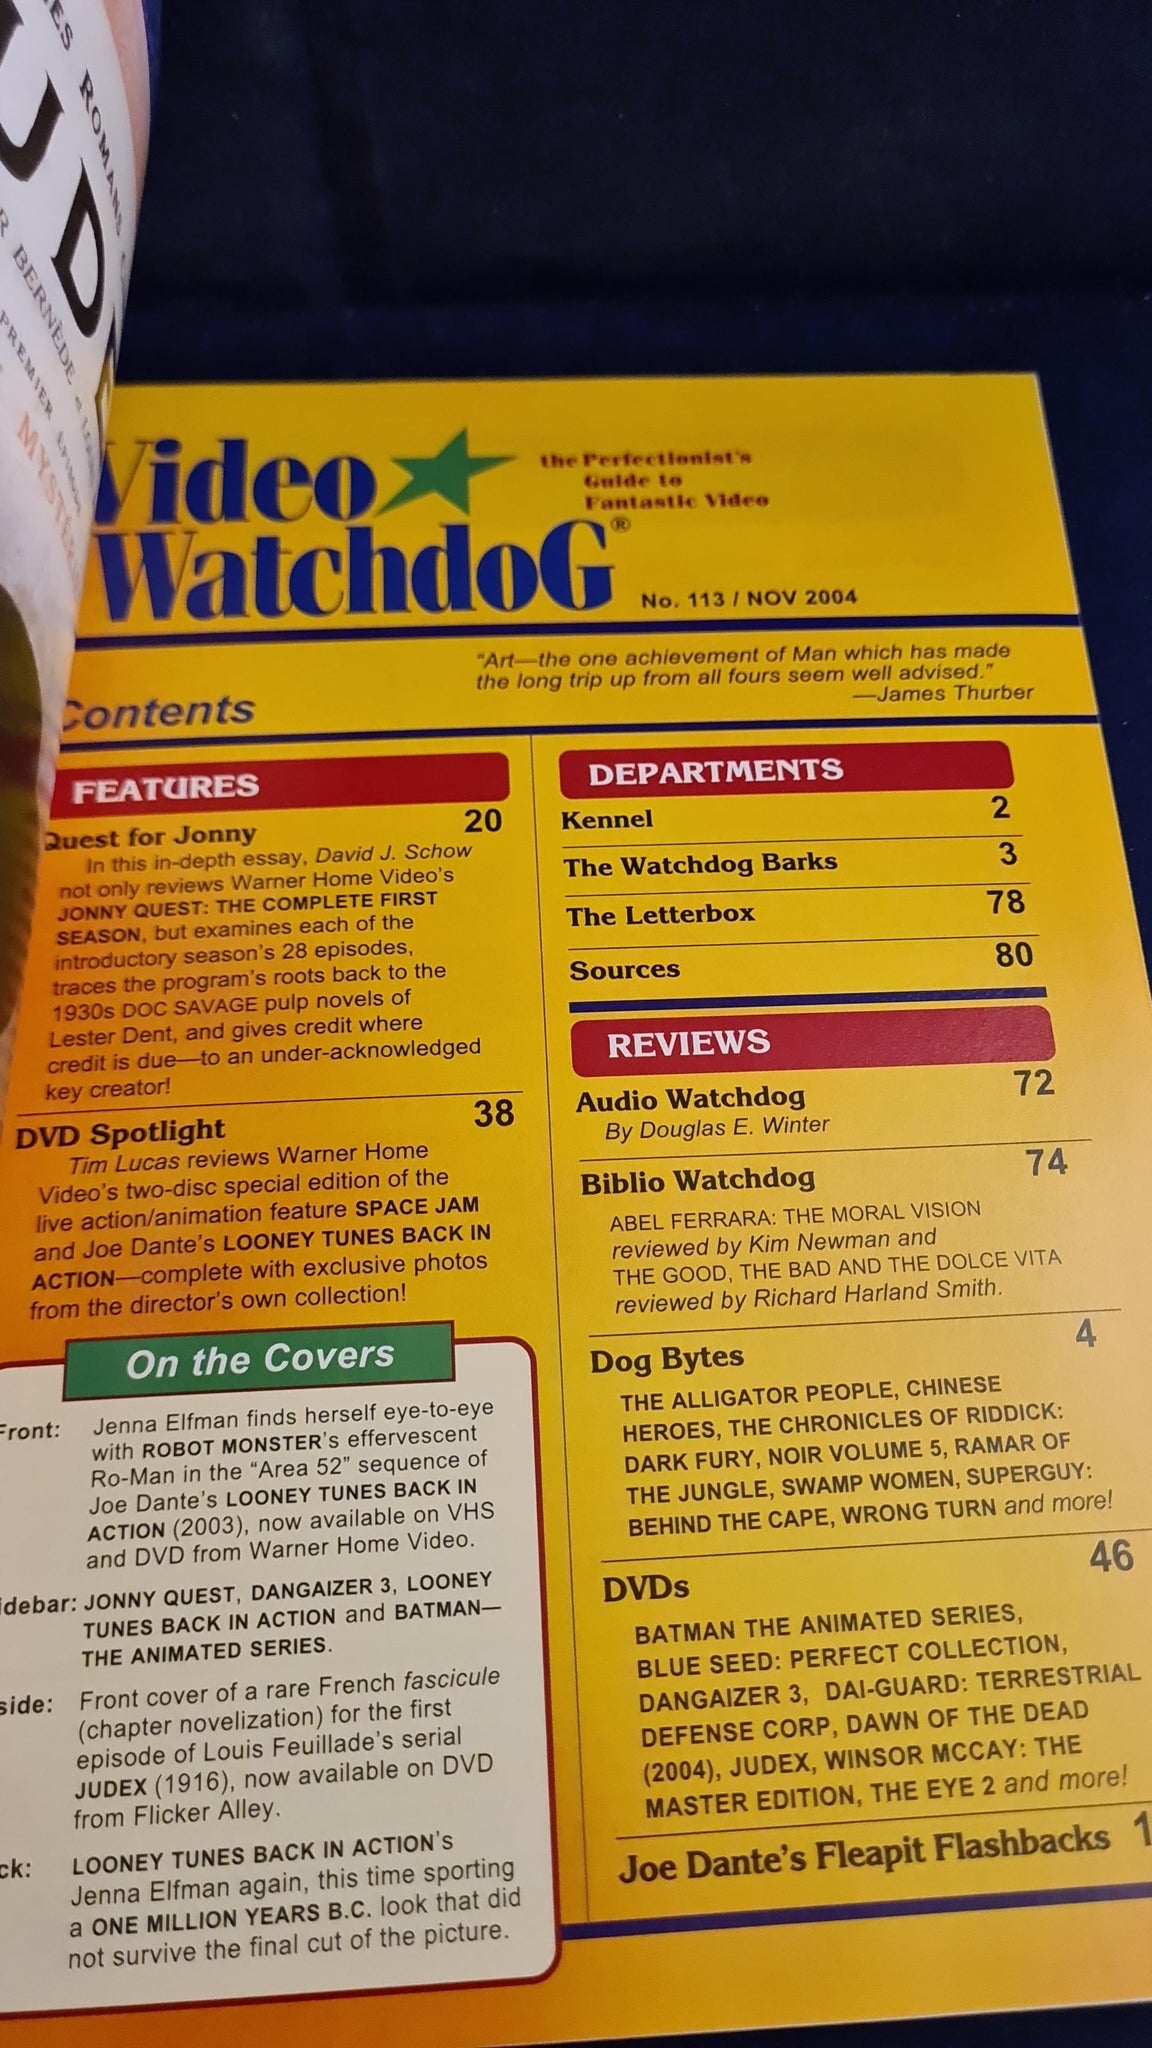 ROMANS
BERNÈDE
PREMIER
Video
WatchdoG®
the Perfectionist's
Guide to
Fantastic Video
No. 113 / NOV 2004
"Art—the one achievement of Man which has made
the long trip up from all fours seem well advised."
—James Thurber
Contents
FEATURES
Quest for Jonny 20
In this in-depth essay, David J. Schow
not only reviews Warner Home Video's
JONNY QUEST: THE COMPLETE FIRST
SEASON, but examines each of the
introductory season's 28 episodes,
traces the program's roots back to the
1930s DOC SAVAGE pulp novels of
Lester Dent, and gives credit where
credit is due—to an under-acknowledged
key creator!
DVD Spotlight 38
Tim Lucas reviews Warner Home
Video's two-disc special edition of the
live action/animation feature SPACE JAM
and Joe Dante's LOONEY TUNES BACK IN
ACTION—complete with exclusive photos
from the director's own collection!
On the Covers
Front: Jenna Elfman finds herself eye-to-eye
with ROBOT MONSTER's effervescent
Ro-Man in the "Area 52" sequence of
Joe Dante's LOONEY TUNES BACK IN
ACTION (2003), now available on VHS
and DVD from Warner Home Video.
idebar: JONNY QUEST, DANGAIZER 3, LOONEY
TUNES BACK IN ACTION and BATMAN—
THE ANIMATED SERIES.
side: Front cover of a rare French fascicule
(chapter novelization) for the first
episode of Louis Feuillade's serial
JUDEX (1916), now available on DVD
from Flicker Alley.
ck: LOONEY TUNES BACK IN ACTION's
Jenna Elfman again, this time sporting
a ONE MILLION YEARS B.C. look that did
not survive the final cut of the picture.
DEPARTMENTS
Kennel 2
The Watchdog Barks 3
The Letterbox 78
Sources 80
REVIEWS
Audio Watchdog 72
By Douglas E. Winter
Biblio Watchdog 74
ABEL FERRARA: THE MORAL VISION
reviewed by Kim Newman and
THE GOOD, THE BAD AND THE DOLCE VITA
reviewed by Richard Harland Smith.
Dog Bytes 4
THE ALLIGATOR PEOPLE, CHINESE
HEROES, THE CHRONICLES OF RIDDICK:
DARK FURY, NOIR VOLUME 5, RAMAR OF
THE JUNGLE, SWAMP WOMEN, SUPERGUY:
BEHIND THE CAPE, WRONG TURN and more!
DVDs 46
BATMAN THE ANIMATED SERIES,
BLUE SEED: PERFECT COLLECTION,
DANGAIZER 3, DAI-GUARD: TERRESTRIAL
DEFENSE CORP, DAWN OF THE DEAD
(2004), JUDEX, WINSOR MCCAY: THE
MASTER EDITION, THE EYE 2 and more!
Joe Dante's Fleapit Flashbacks 1